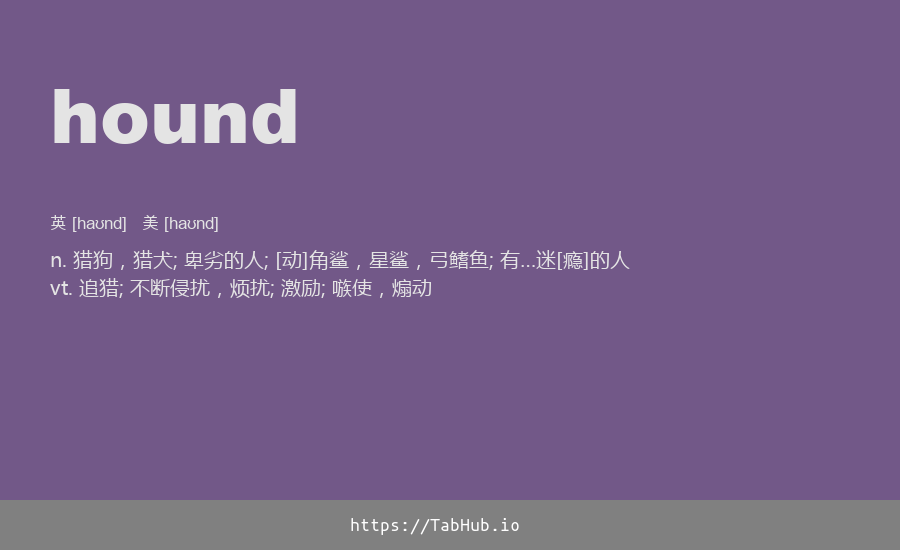 hound
英 [haʊnd] 美 [haʊnd]
n. 猎狗，猎犬; 卑劣的人; [动]角鲨，星鲨，弓鳍鱼; 有…迷[瘾]的人
vt. 追猎; 不断侵扰，烦扰; 激励; 嗾使，煽动
https://TabHub.io